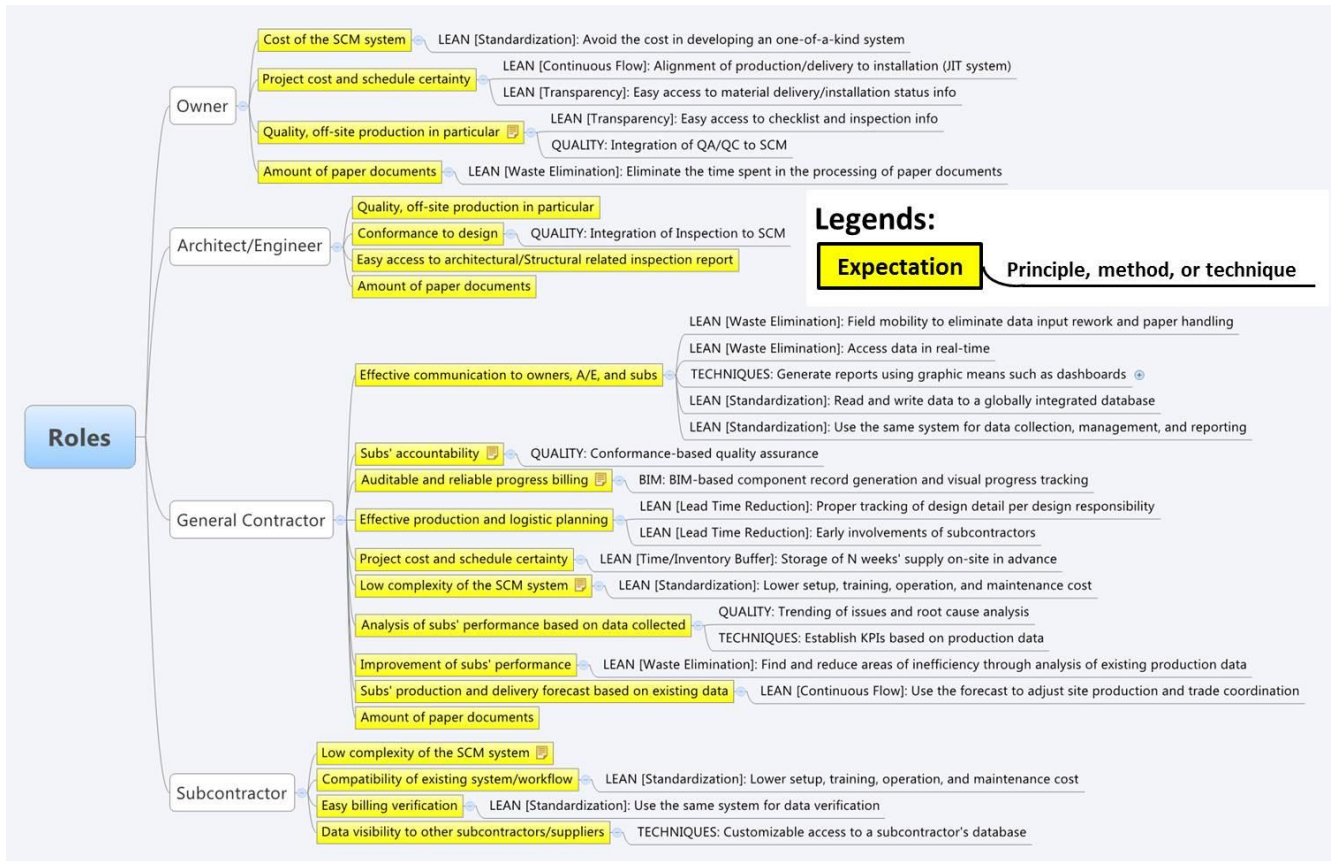 Roles
Owner
Cost of the SCM system
LEAN [Standardization]: Avoid the cost in developing an one-of-a-kind system
Project cost and schedule certainty
LEAN [Continuous Flow]: Alignment of production/delivery to installation (JIT system)
LEAN [Transparency]: Easy access to material delivery/installation status info
Quality, off-site production in particular
LEAN [Transparency]: Easy access to checklist and inspection info
QUALITY: Integration of QA/QC to SCM
Amount of paper documents
LEAN [Waste Elimination]: Eliminate the time spent in the processing of paper documents
Architect/Engineer
Quality, off-site production in particular
Conformance to design
QUALITY: Integration of Inspection to SCM
Easy access to architectural/Structural related inspection report
Amount of paper documents
Legends:
Expectation
Principle, method, or technique
General Contractor
Effective communication to owners, A/E, and subs
LEAN [Waste Elimination]: Field mobility to eliminate data input rework and paper handling
LEAN [Waste Elimination]: Access data in real-time
TECHNIQUES: Generate reports using graphic means such as dashboards
LEAN [Standardization]: Read and write data to a globally integrated database
LEAN [Standardization]: Use the same system for data collection, management, and reporting
Subs' accountability
QUALITY: Conformance-based quality assurance
Auditable and reliable progress billing
BIM: BIM-based component record generation and visual progress tracking
Effective production and logistic planning
LEAN [Lead Time Reduction]: Proper tracking of design detail per design responsibility
LEAN [Lead Time Reduction]: Early involvements of subcontractors
Project cost and schedule certainty
LEAN [Time/Inventory Buffer]: Storage of N weeks' supply on-site in advance
Low complexity of the SCM system
LEAN [Standardization]: Lower setup, training, operation, and maintenance cost
Analysis of subs' performance based on data collected
QUALITY: Trending of issues and root cause analysis
TECHNIQUES: Establish KPIs based on production data
Improvement of subs' performance
LEAN [Waste Elimination]: Find and reduce areas of inefficiency through analysis of existing production data
Subs' production and delivery forecast based on existing data
LEAN [Continuous Flow]: Use the forecast to adjust site production and trade coordination
Amount of paper documents
Subcontractor
Low complexity of the SCM system
Compatibility of existing system/workflow
LEAN [Standardization]: Lower setup, training, operation, and maintenance cost
Easy billing verification
LEAN [Standardization]: Use the same system for data verification
Data visibility to other subcontractors/suppliers
TECHNIQUES: Customizable access to a subcontractor's database